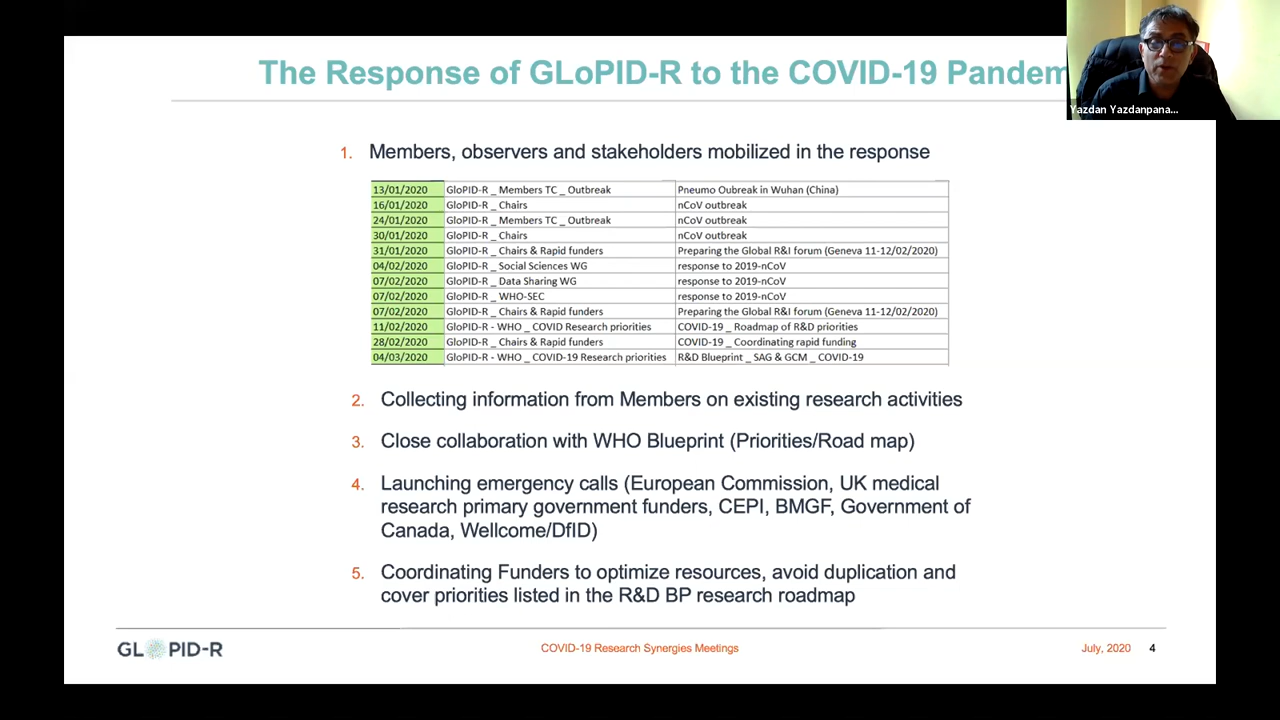 The Response of GLoPID-R to the COVID-19 Pandem
Yazdan Yazdanpana...
1. Members, observers and stakeholders mobilized in the response
13/01/2020 GloPID-R _ Members TC _ Outbreak Pneumo Oubreak in Wuhan (China)
16/01/2020 GloPID-R _ Chairs nCoV outbreak
24/01/2020 GloPID-R _ Members TC _ Outbreak nCoV outbreak
30/01/2020 GloPID-R _ Chairs nCoV outbreak
31/01/2020 GloPID-R _ Chairs & Rapid funders Preparing the Global R&I forum (Geneva 11-12/02/2020)
04/02/2020 GloPID-R _ Social Sciences WG response to 2019-nCoV
07/02/2020 GloPID-R _ Data Sharing WG response to 2019-nCoV
07/02/2020 GloPID-R _ WHO-SEC response to 2019-nCoV
07/02/2020 GloPID-R _ Chairs & Rapid funders Preparing the Global R&I forum (Geneva 11-12/02/2020)
11/02/2020 GloPID-R - WHO _ COVID Research priorities COVID-19 _ Roadmap of R&D priorities
28/02/2020 GloPID-R _ Chairs & Rapid funders COVID-19 _ Coordinating rapid funding
04/03/2020 GloPID-R - WHO _ COVID-19 Research priorities R&D Blueprint _ SAG & GCM _ COVID-19
2. Collecting information from Members on existing research activities
3. Close collaboration with WHO Blueprint (Priorities/Road map)
4. Launching emergency calls (European Commission, UK medical
research primary government funders, CEPI, BMGF, Government of
Canada, Wellcome/DfID)
5. Coordinating Funders to optimize resources, avoid duplication and
cover priorities listed in the R&D BP research roadmap
GLOPID-R COVID-19 Research Synergies Meetings July, 2020 4